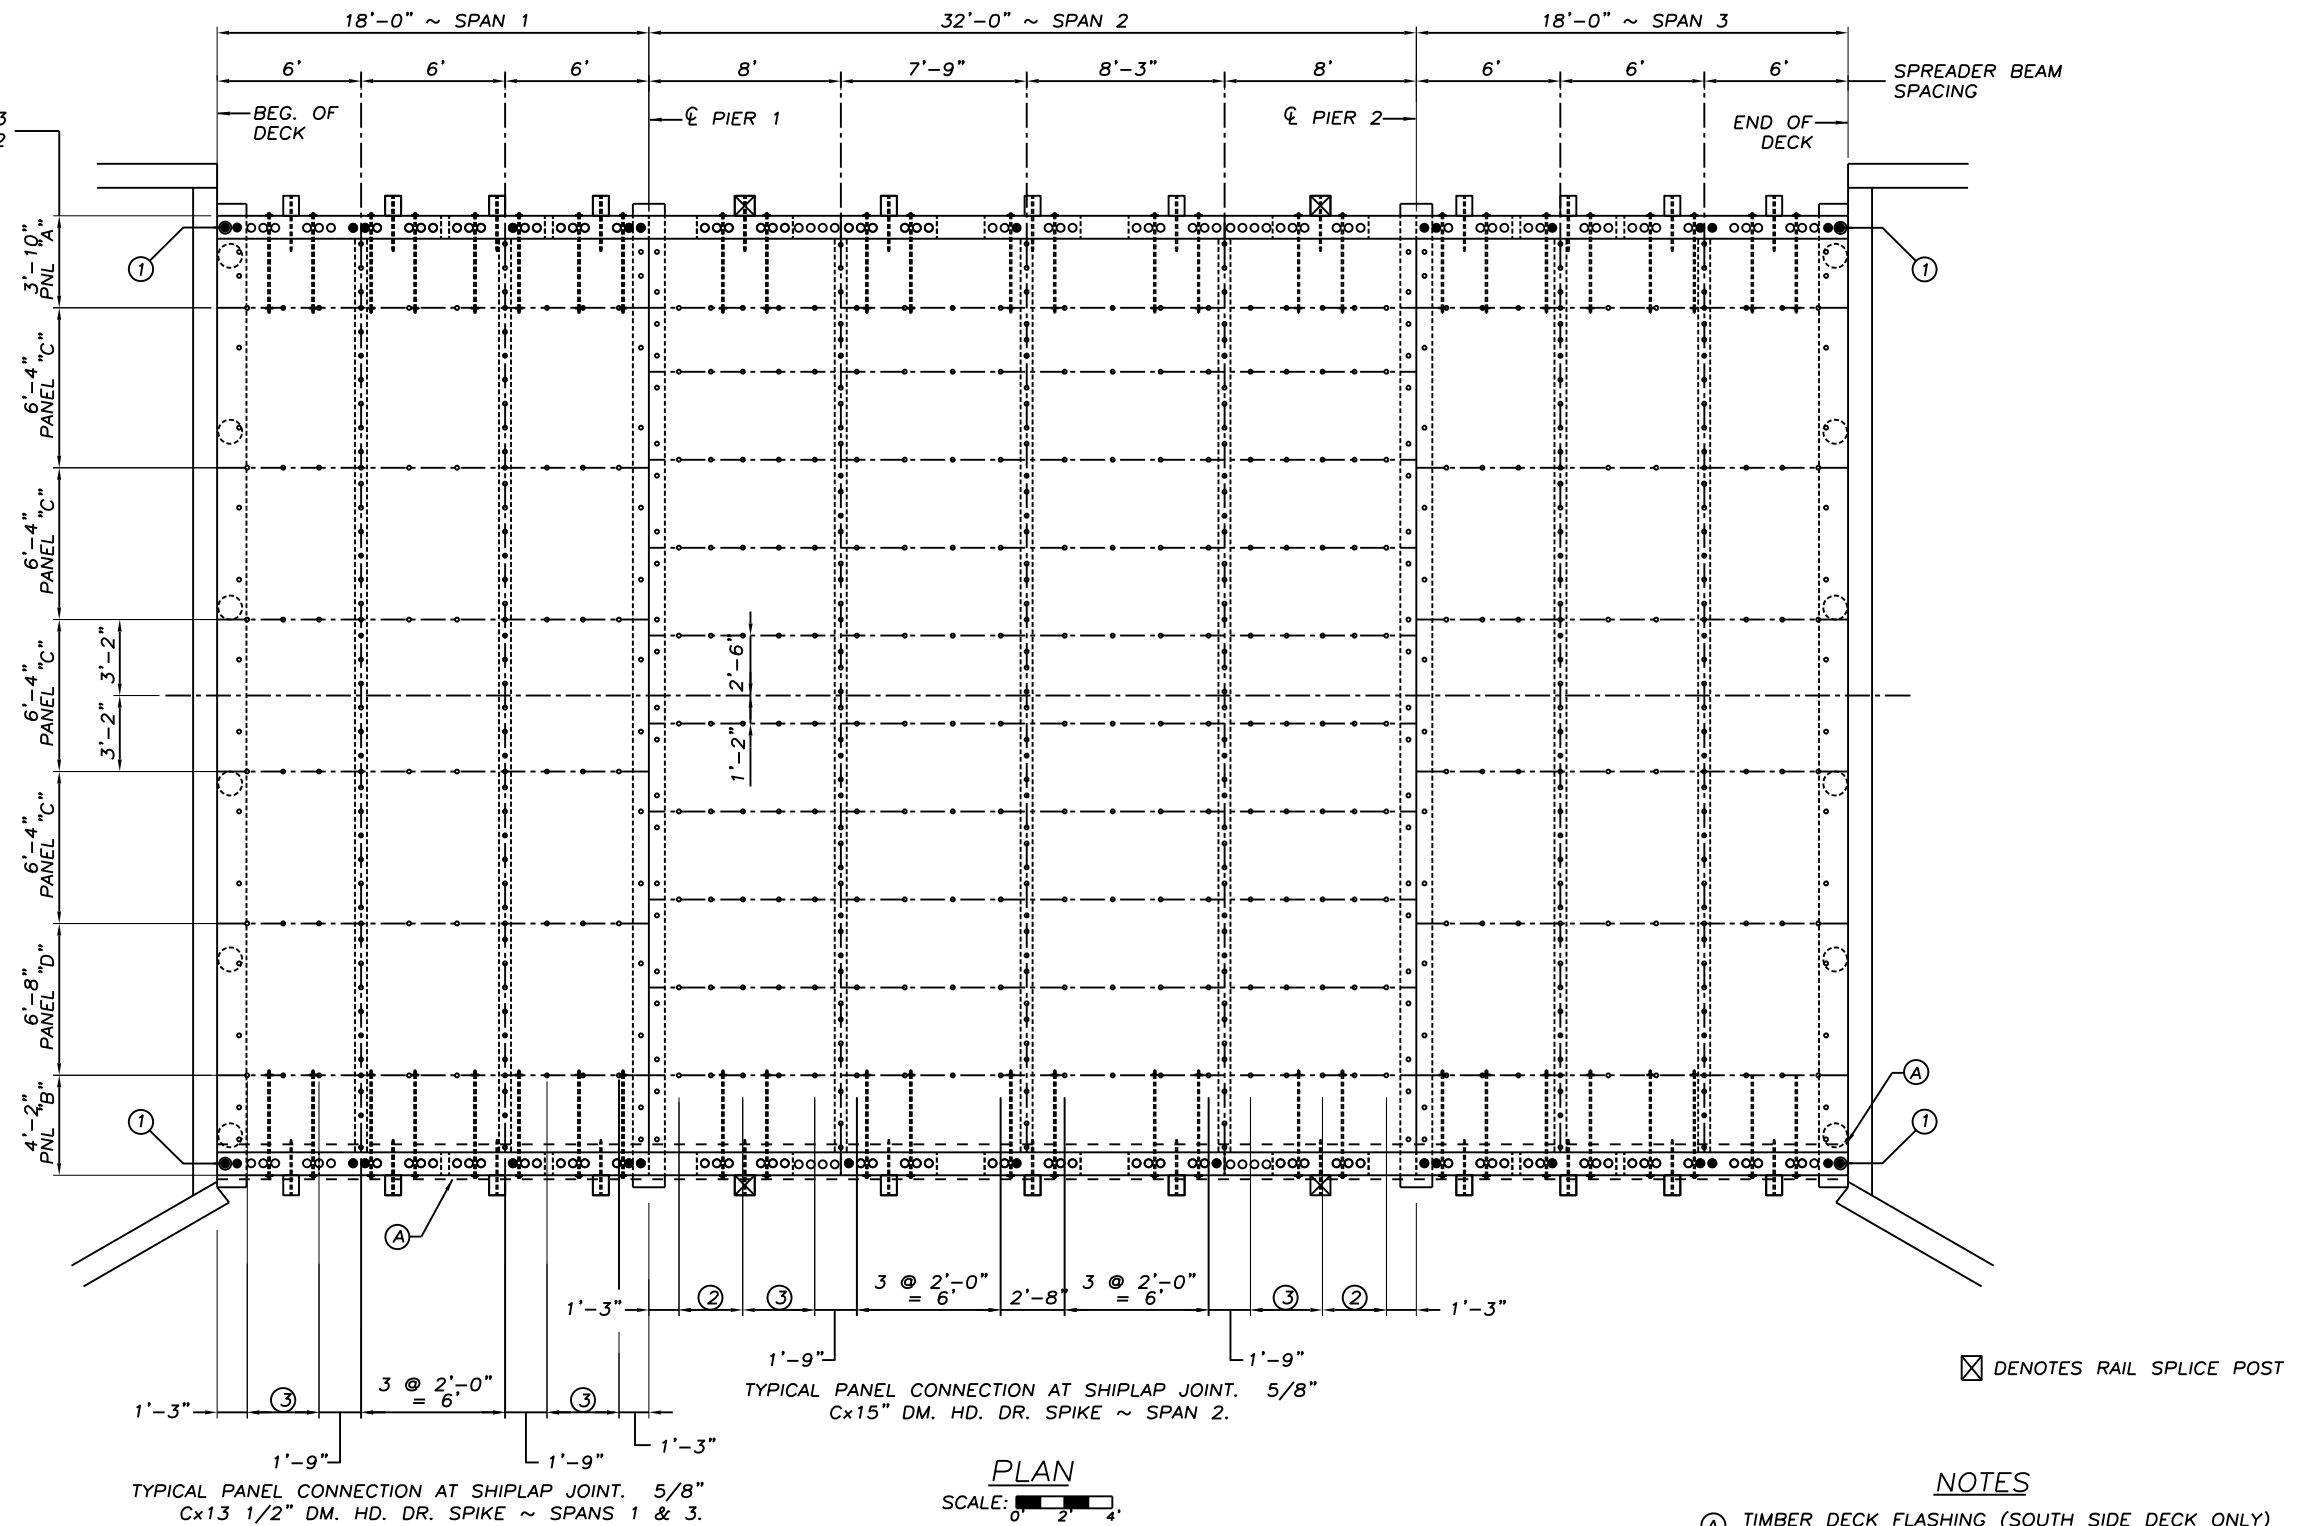 18'-0" ~ SPAN 1
32'-0" ~ SPAN 2
18'-0" ~ SPAN 3
6'
6'
6'
8'
7'-9"
8'-3"
8'
6'
6'
6'
SPREADER BEAM
SPACING
BEG. OF
DECK
℄ PIER 1
℄ PIER 2
END OF
DECK
3
2
3'-10"
PNL "A"
6'-4"
PANEL "C"
6'-4"
PANEL "C"
6'-4"
PANEL "C"
6'-4"
PANEL "C"
6'-8"
PANEL "D"
4'-2"
PNL "B"
3'-2"
3'-2"
2'-6"
1'-2"
1
1
1
1
A
A
1'-3"
2
3
3 @ 2'-0"
= 6'
2'-8"
3 @ 2'-0"
= 6'
3
2
1'-3"
1'-9"
1'-9"
TYPICAL PANEL CONNECTION AT SHIPLAP JOINT. 5/8"
Cx15" DM. HD. DR. SPIKE ~ SPAN 2.
1'-3"
3
3 @ 2'-0"
= 6'
3
1'-3"
1'-9"
1'-9"
TYPICAL PANEL CONNECTION AT SHIPLAP JOINT. 5/8"
Cx13 1/2" DM. HD. DR. SPIKE ~ SPANS 1 & 3.
PLAN
SCALE:
0' 2' 4'
DENOTES RAIL SPLICE POST
NOTES
A TIMBER DECK FLASHING (SOUTH SIDE DECK ONLY)